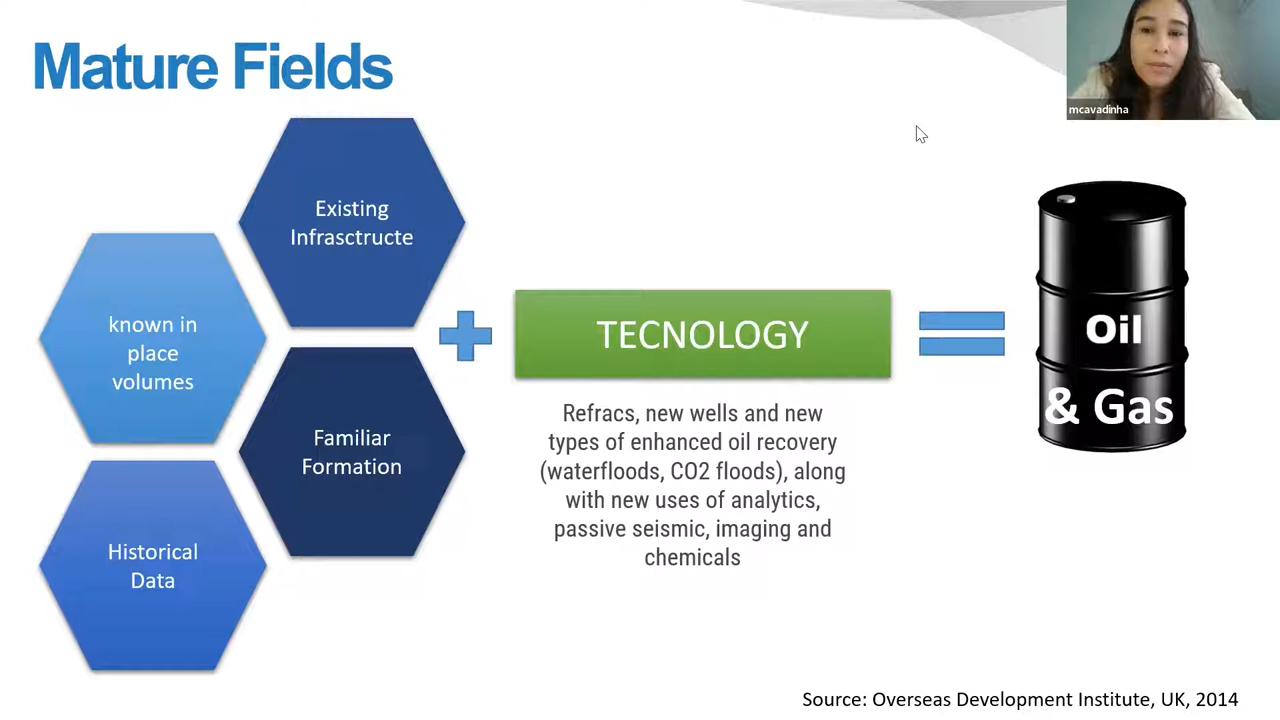 Mature Fields
mcavadinha
Existing
Infrasctructe
known in
place
volumes
Familiar
Formation
Historical
Data
TECNOLOGY
Refracs, new wells and new
types of enhanced oil recovery
(waterfloods, CO2 floods), along
with new uses of analytics,
passive seismic, imaging and
chemicals
Oil
& Gas
Source: Overseas Development Institute, UK, 2014